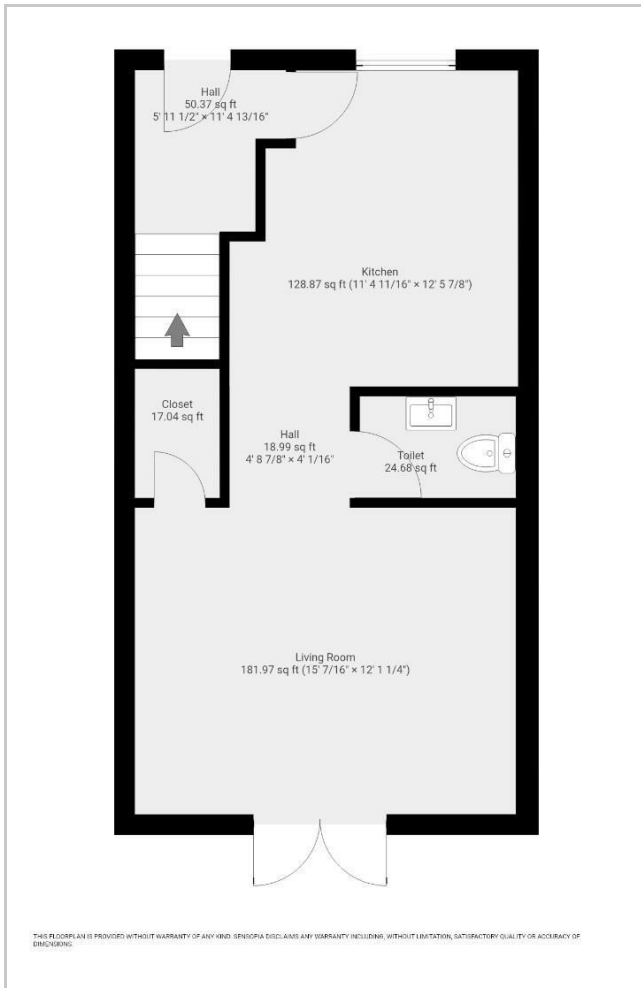 Hall
50.37 sq ft
5' 11 1/2" × 11' 4 13/16"
Kitchen
128.87 sq ft (11' 4 11/16" × 12' 5 7/8")
Closet
17.04 sq ft
Hall
18.99 sq ft
4' 8 7/8" × 4' 1/16"
Toilet
24.68 sq ft
Living Room
181.97 sq ft (15' 7/16" × 12' 1 1/4")
THIS FLOORPLAN IS PROVIDED WITHOUT WARRANTY OF ANY KIND. SENSOPIA DISCLAIMS ANY WARRANTY INCLUDING, WITHOUT LIMITATION, SATISFACTORY QUALITY OR ACCURACY OF
DIMENSIONS.